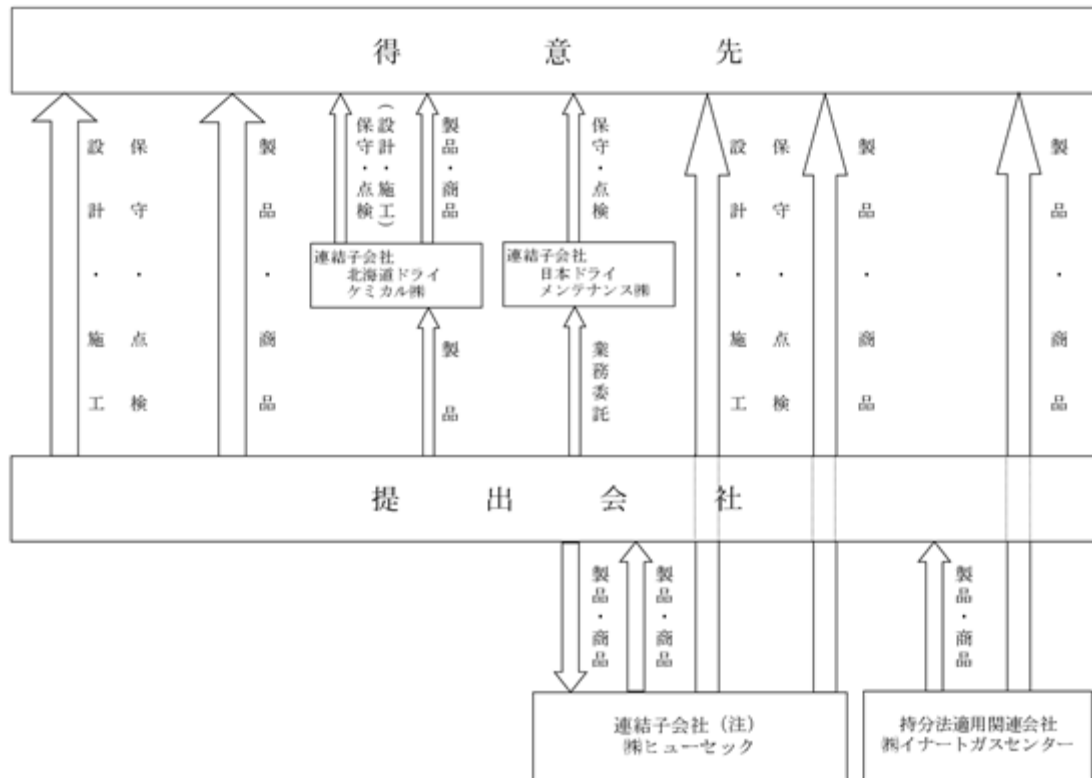 得意先
設計・施工
保守・点検
製品・商品
(設計・施工)
保守・点検
製品・商品
保守・点検
設計・施工
保守・点検
製品・商品
製品・商品
連結子会社
北海道ドライ
ケミカル㈱
連結子会社
日本ドライ
メンテナンス㈱
製品
業務委託
提出会社
製品・商品
製品・商品
製品・商品
連結子会社（注）
㈱ヒューセック
持分法適用関連会社
㈱イナートガスセンター